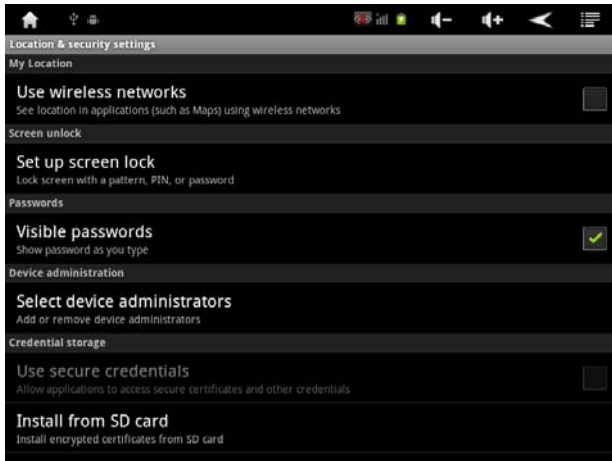 Location & security settings
My Location
Use wireless networks
See location in applications (such as Maps) using wireless networks
Screen unlock
Set up screen lock
Lock screen with a pattern, PIN, or password
Passwords
Visible passwords
Show password as you type
Device administration
Select device administrators
Add or remove device administrators
Credential storage
Use secure credentials
Allow applications to access secure certificates and other credentials
Install from SD card
Install encrypted certificates from SD card